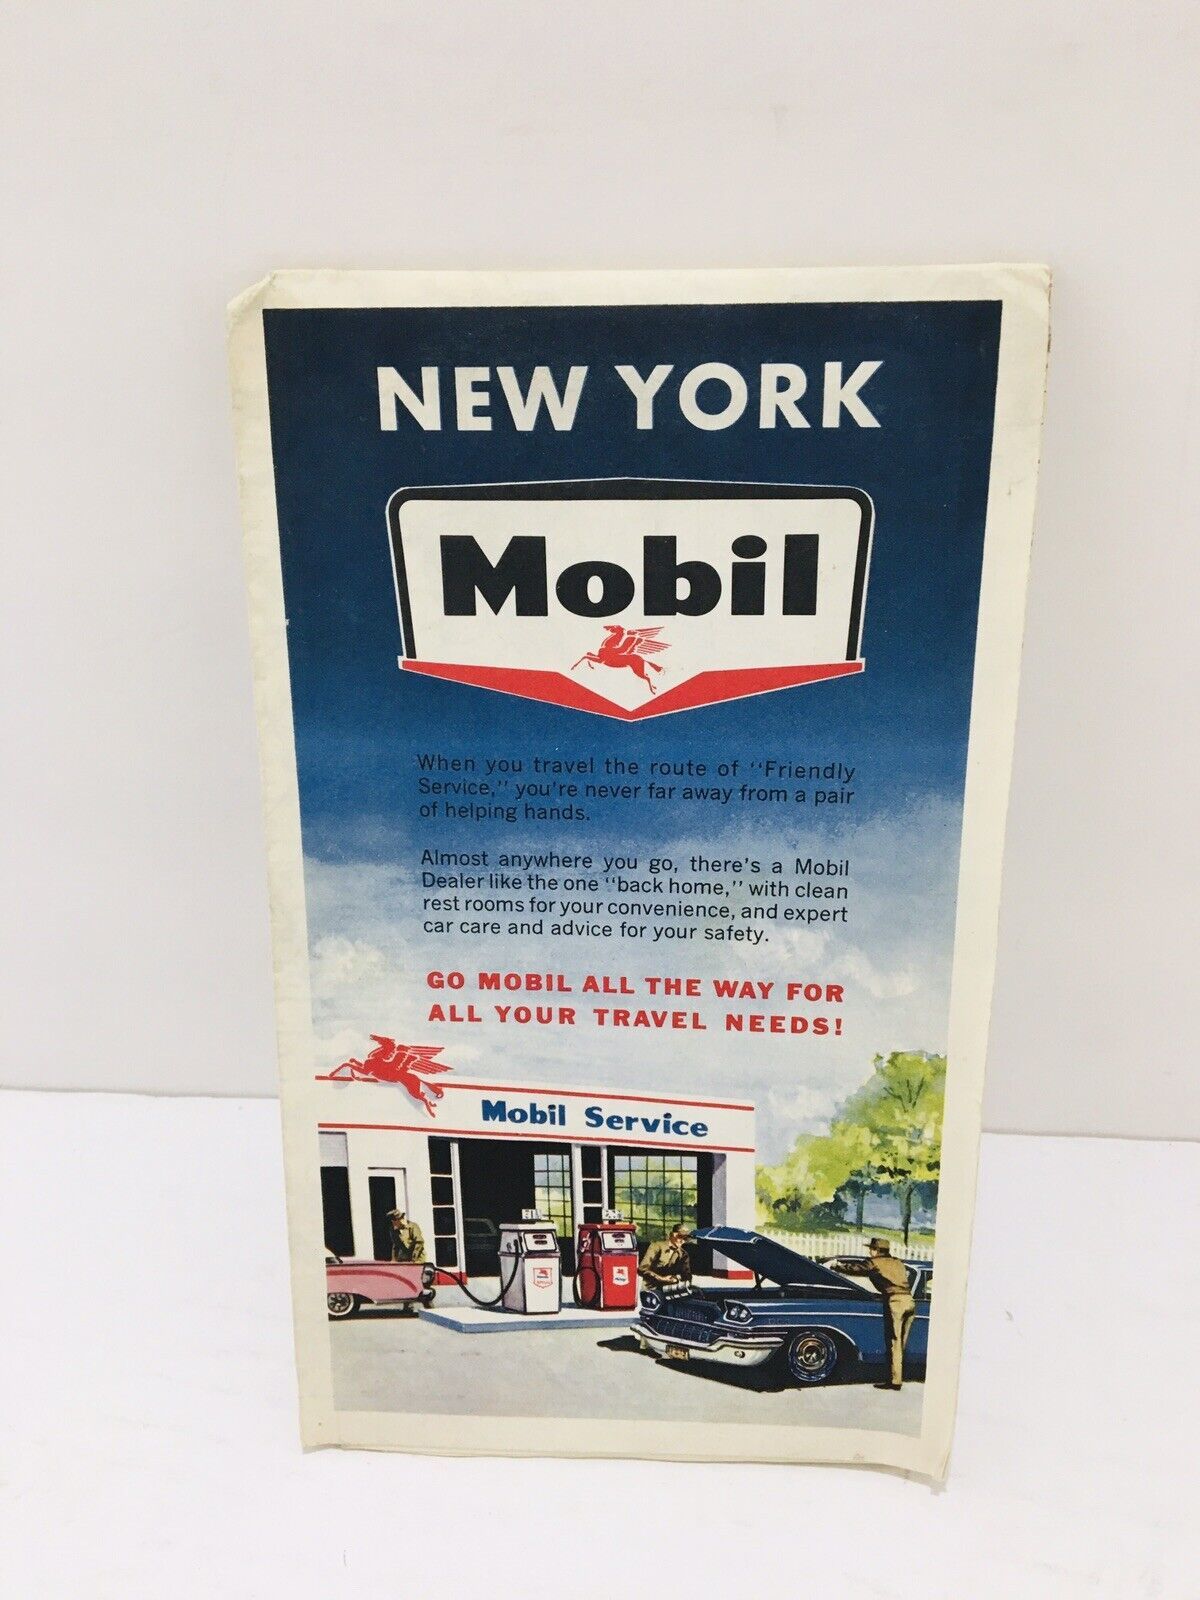 NEW YORK
Mobil
When you travel the route of "Friendly
Service," you're never far away from a pair
of helping hands.
Almost anywhere you go, there's a Mobil
Dealer like the one "back home," with clean
rest rooms for your convenience, and expert
car care and advice for your safety.
GO MOBIL ALL THE WAY FOR
ALL YOUR TRAVEL NEEDS!
Mobil Service